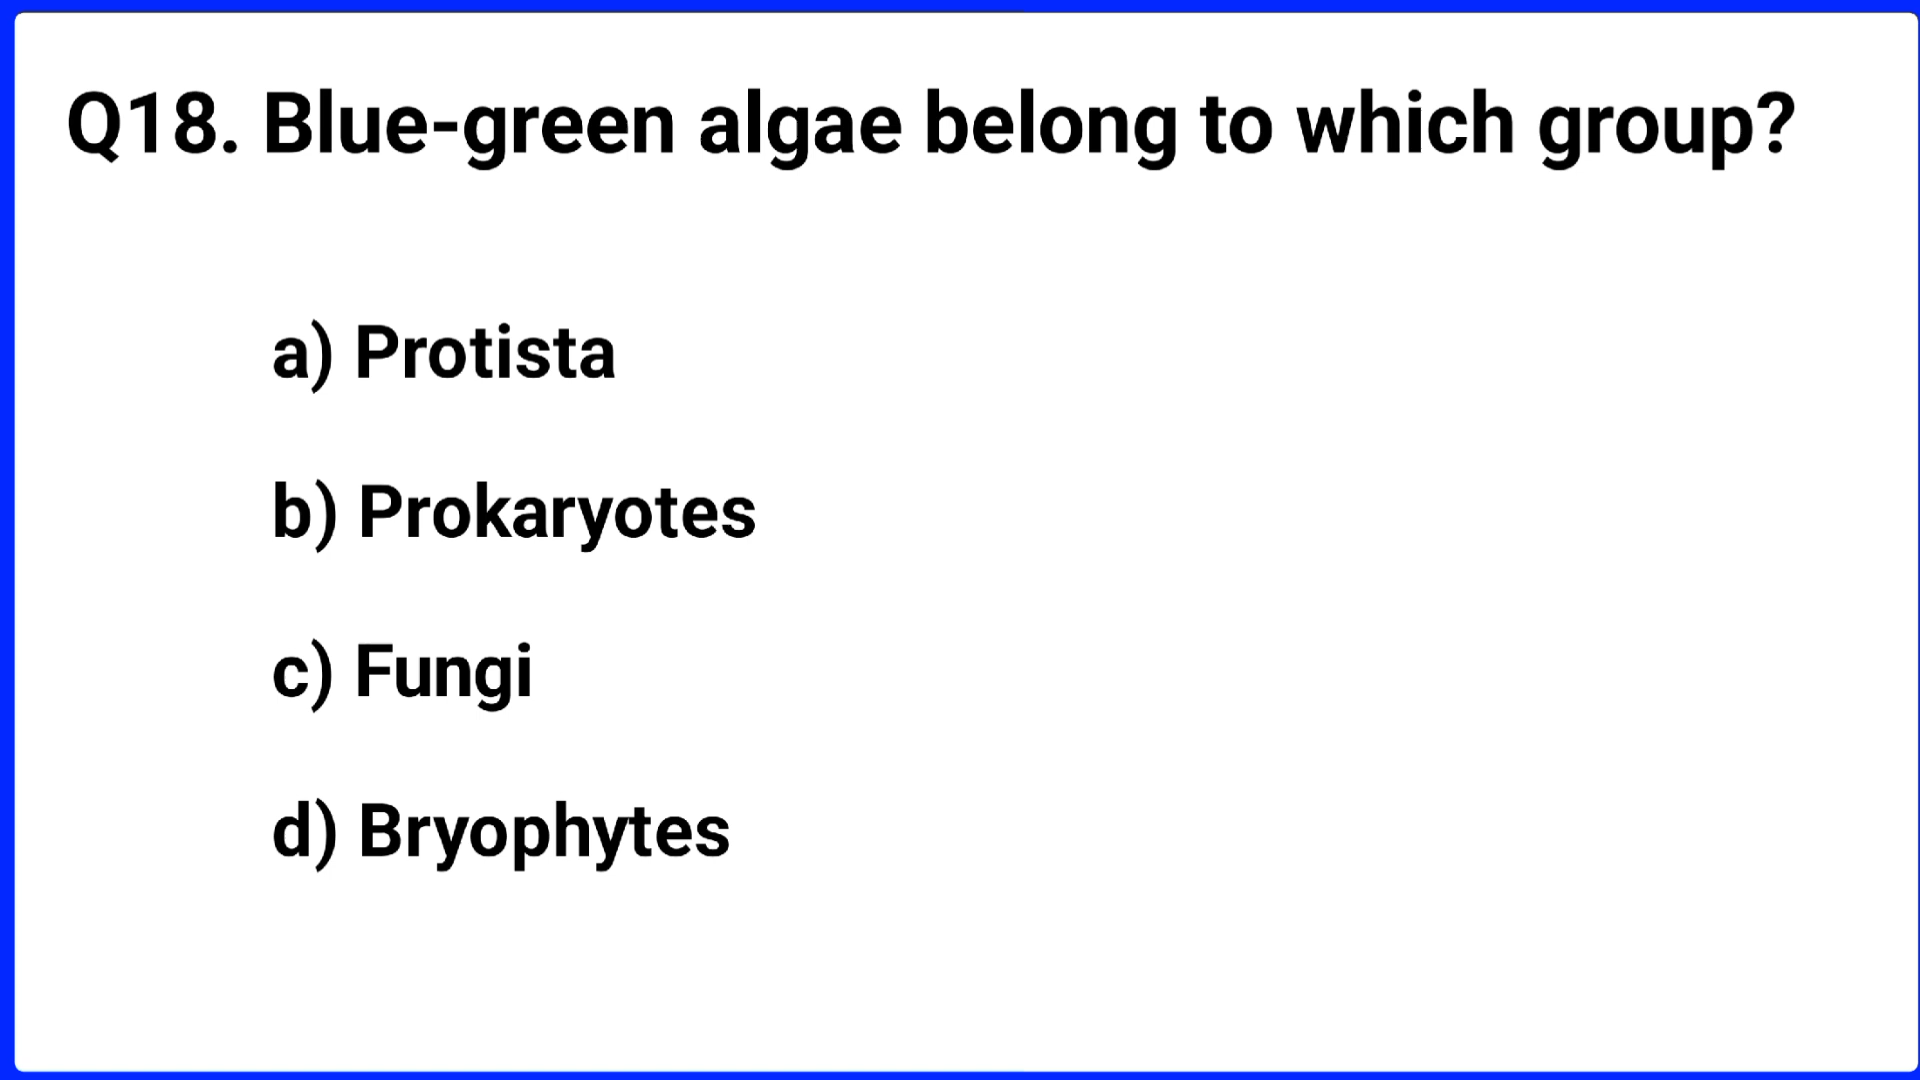 Q18. Blue-green algae belong to which group?
a) Protista
b) Prokaryotes
c) Fungi
d) Bryophytes